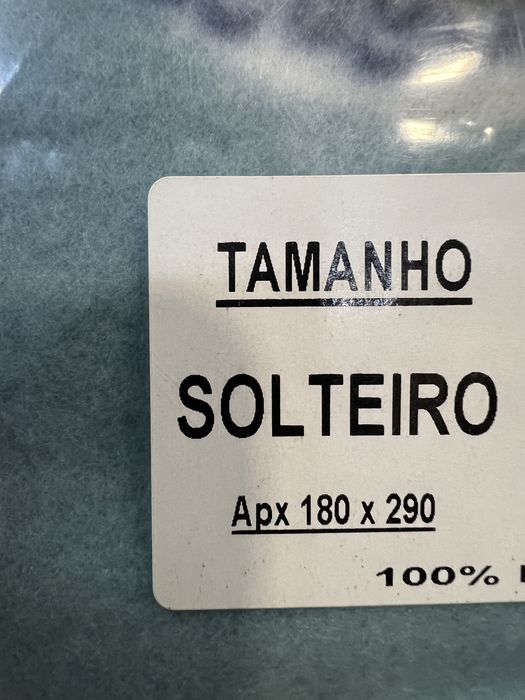 TAMANHO
SOLTEIRO
Apx 180 x 290
100%